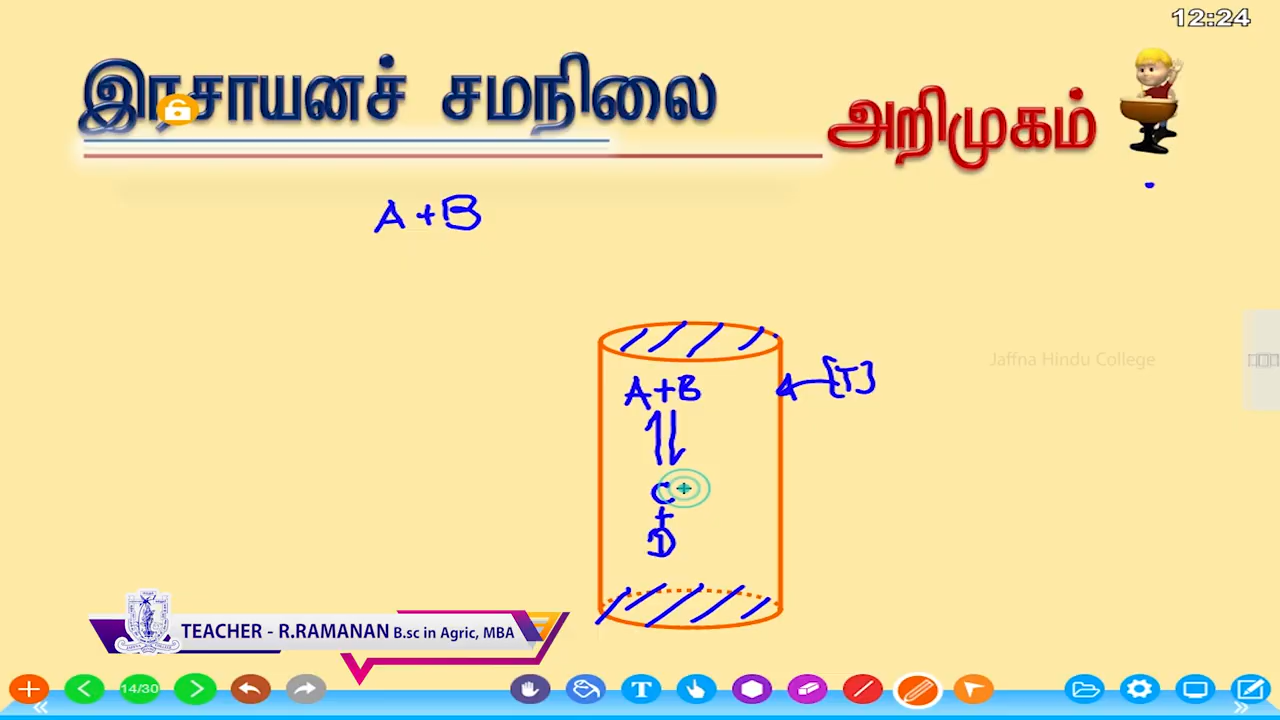 12:24
இரசாயனச் சமநிலை
அறிமுகம்
A+B
Jaffna Hindu College
A+B
[T]
C
+
D
TEACHER - R.RAMANAN B.sc in Agric, MBA
14/30
T